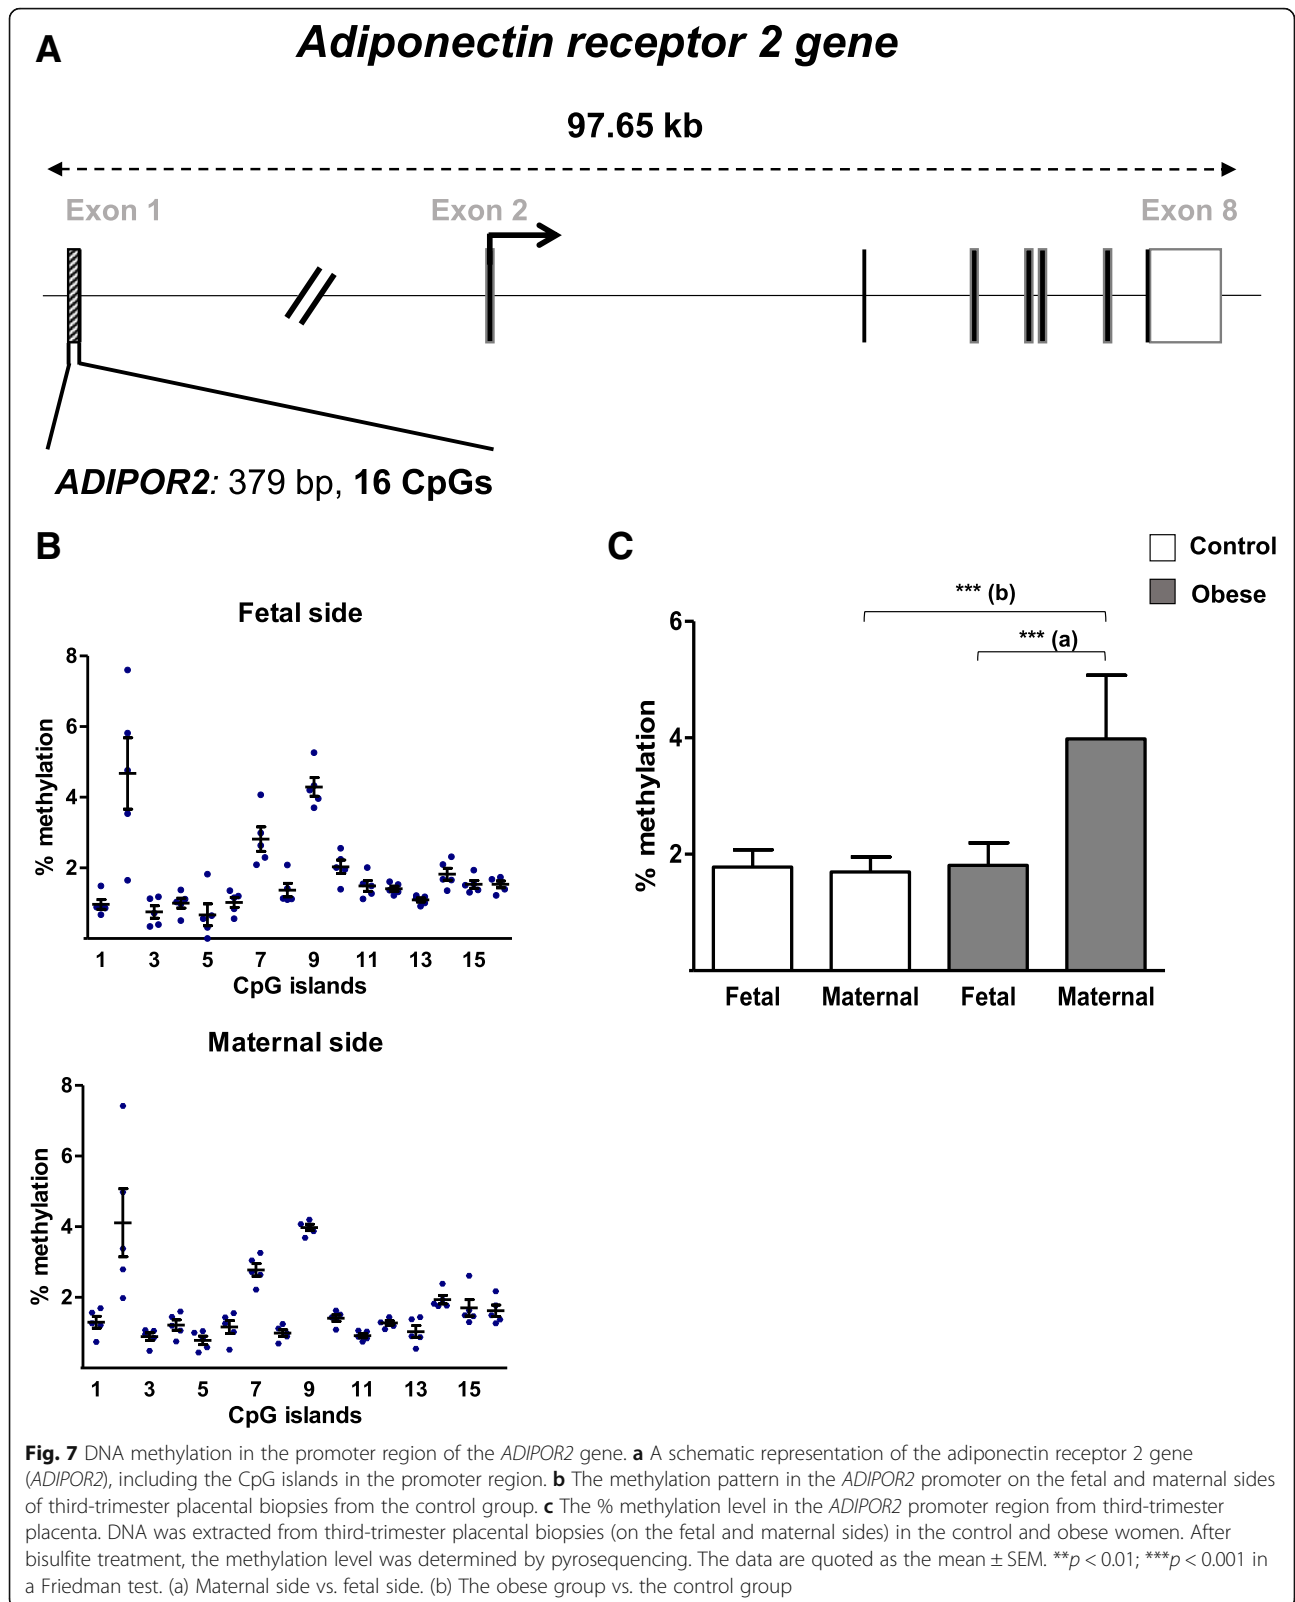 A
Adiponectin receptor 2 gene
97.65 kb
Exon 1
Exon 2
Exon 8
ADIPOR2: 379 bp, 16 CpGs
B
Fetal side
8
6
4
2
% methylation
1 3 5 7 9 11 13 15
CpG islands
Maternal side
8
6
4
2
% methylation
1 3 5 7 9 11 13 15
CpG islands
C
Control
Obese
*** (b)
*** (a)
6
4
2
% methylation
Fetal Maternal Fetal Maternal
Fig. 7 DNA methylation in the promoter region of the ADIPOR2 gene. a A schematic representation of the adiponectin receptor 2 gene
(ADIPOR2), including the CpG islands in the promoter region. b The methylation pattern in the ADIPOR2 promoter on the fetal and maternal sides
of third-trimester placental biopsies from the control group. c The % methylation level in the ADIPOR2 promoter region from third-trimester
placenta. DNA was extracted from third-trimester placental biopsies (on the fetal and maternal sides) in the control and obese women. After
bisulfite treatment, the methylation level was determined by pyrosequencing. The data are quoted as the mean ± SEM. **p < 0.01; ***p < 0.001 in
a Friedman test. (a) Maternal side vs. fetal side. (b) The obese group vs. the control group